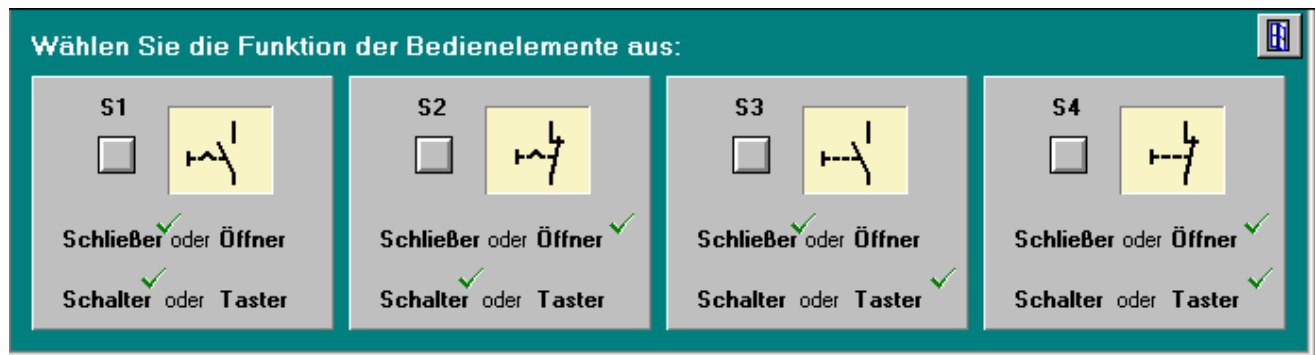 Wählen Sie die Funktion der Bedienelemente aus:
S1
Schließer oder Öffner
Schalter oder Taster
S2
Schließer oder Öffner
Schalter oder Taster
S3
Schließer oder Öffner
Schalter oder Taster
S4
Schließer oder Öffner
Schalter oder Taster